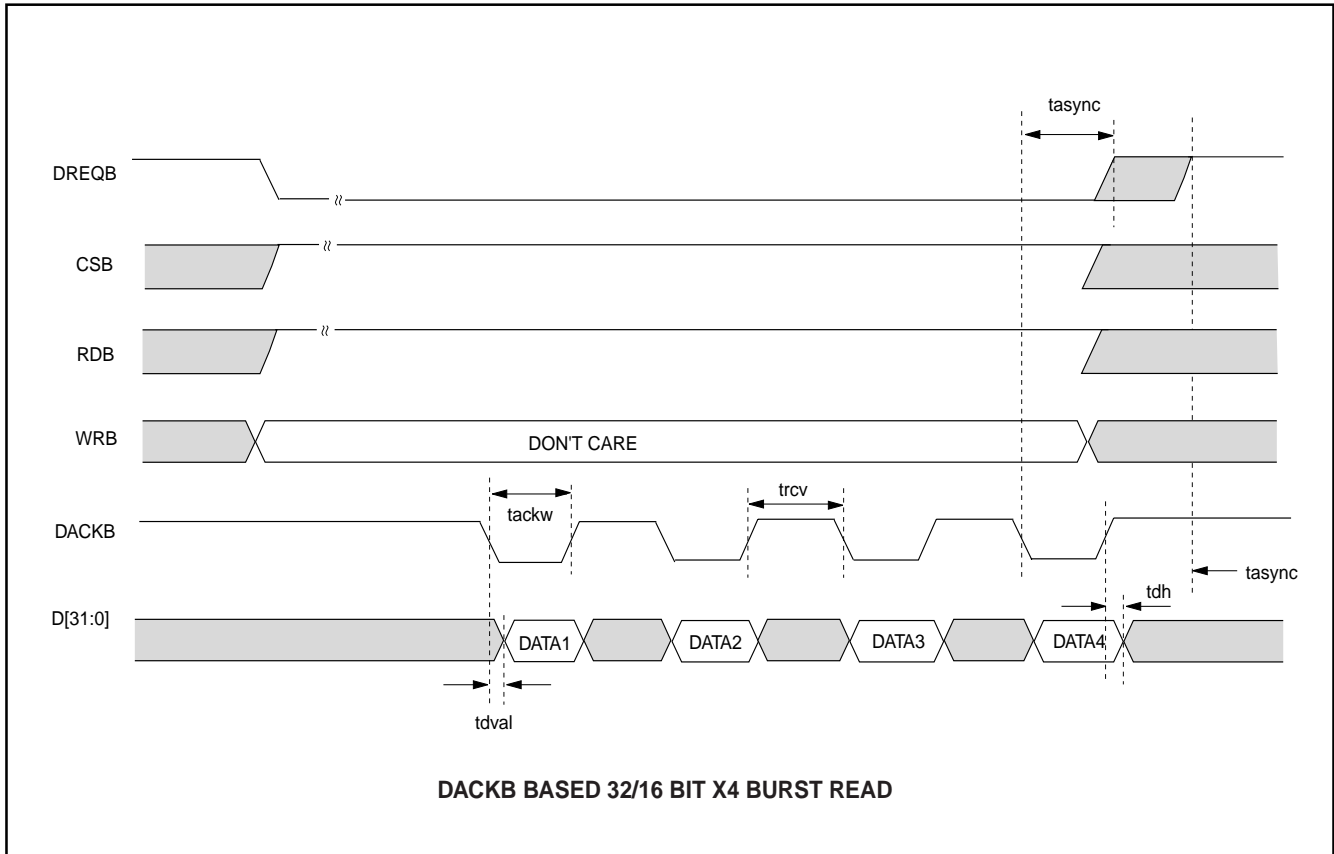 tasync
DREQB
CSB
RDB
WRB
DON'T CARE
trcv
tackw
DACKB
tasync
tdh
D[31:0]
DATA1
DATA2
DATA3
DATA4
tdval
DACKB BASED 32/16 BIT X4 BURST READ